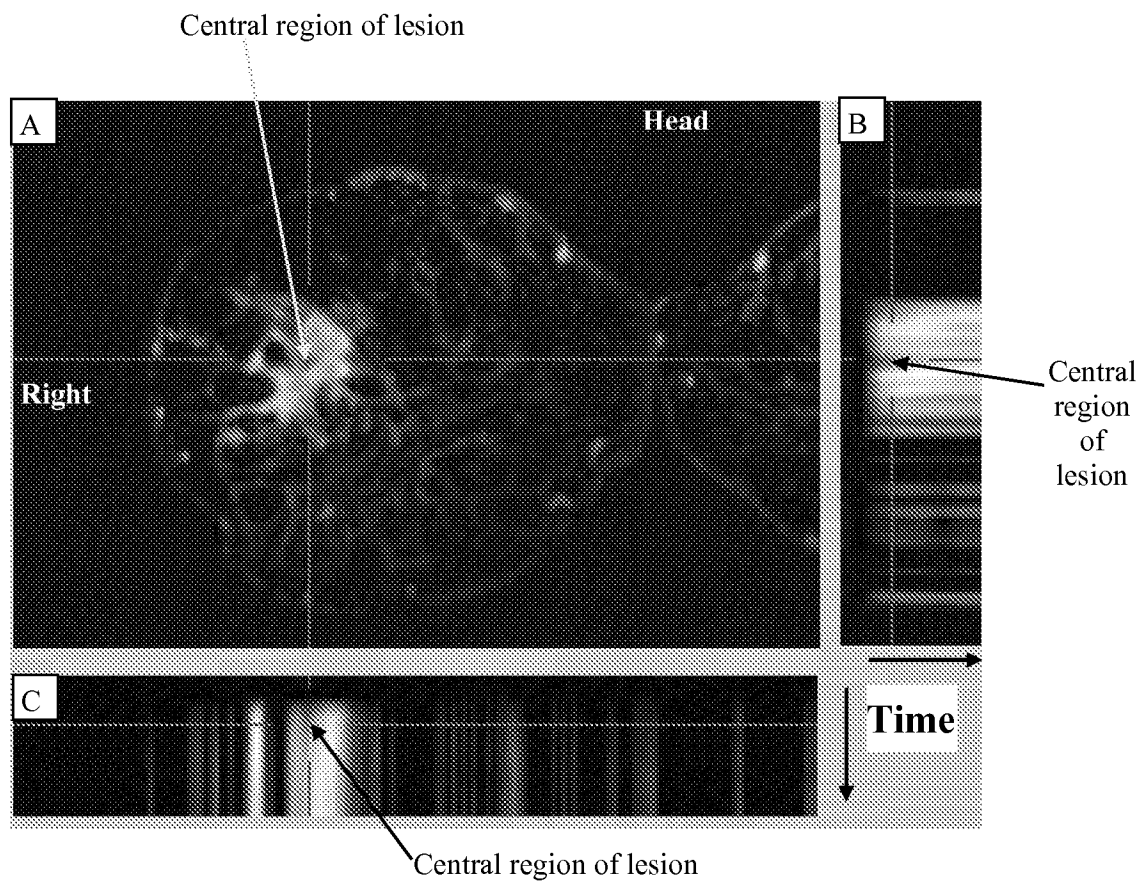 Central region of lesion
A
Head
B
Right
Central
region
of
lesion
C
Time
Central region of lesion